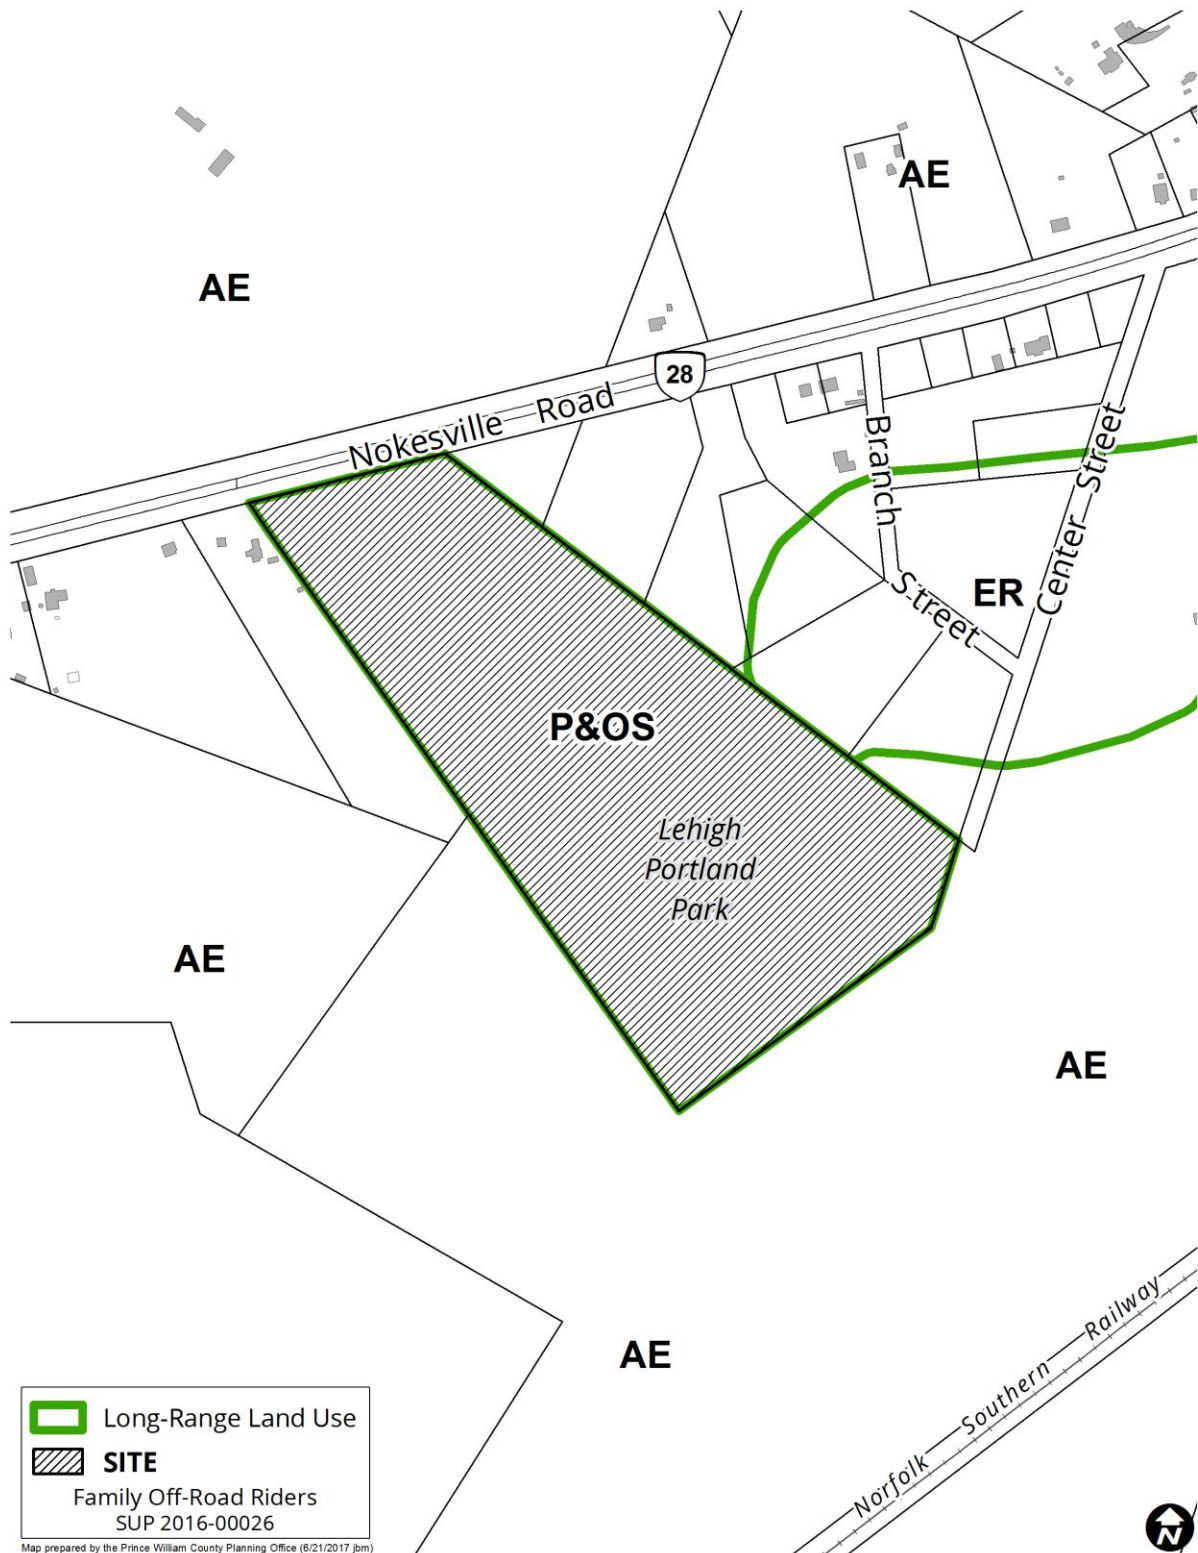 AE
AE
28
Nokesville Road
Branch
Street
Center Street
ER
P&OS
Lehigh
Portland
Park
AE
AE
AE
Norfolk Southern Railway
Long-Range Land Use
SITE
Family Off-Road Riders
SUP 2016-00026
Map prepared by the Prince William County Planning Office (6/21/2017 jbm)
N